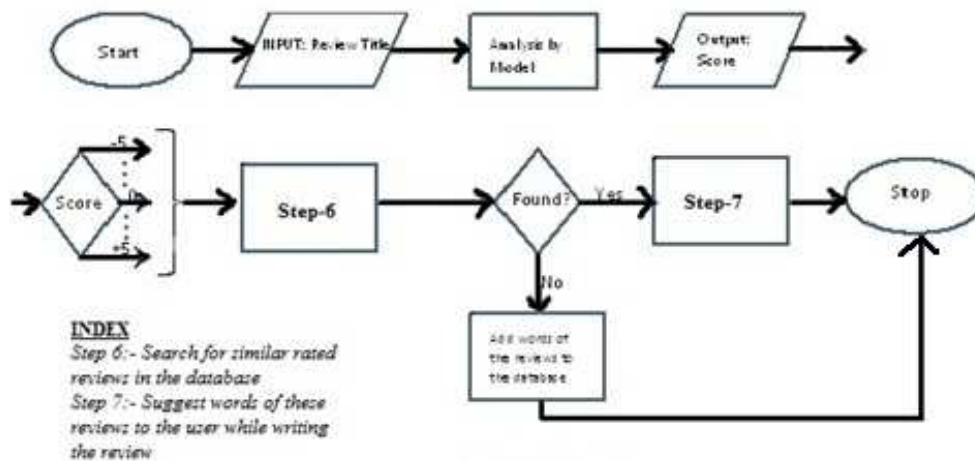 Start
INPUT: Review Title
Analysis by
Model
Output:
Score
-5
0
+5
Score
Step-6
Found?
Yes
Step-7
Stop
No
Add words of
the reviews to
the database
INDEX
Step 6:- Search for similar rated
reviews in the database
Step 7:- Suggest words of these
reviews to the user while writing
the review